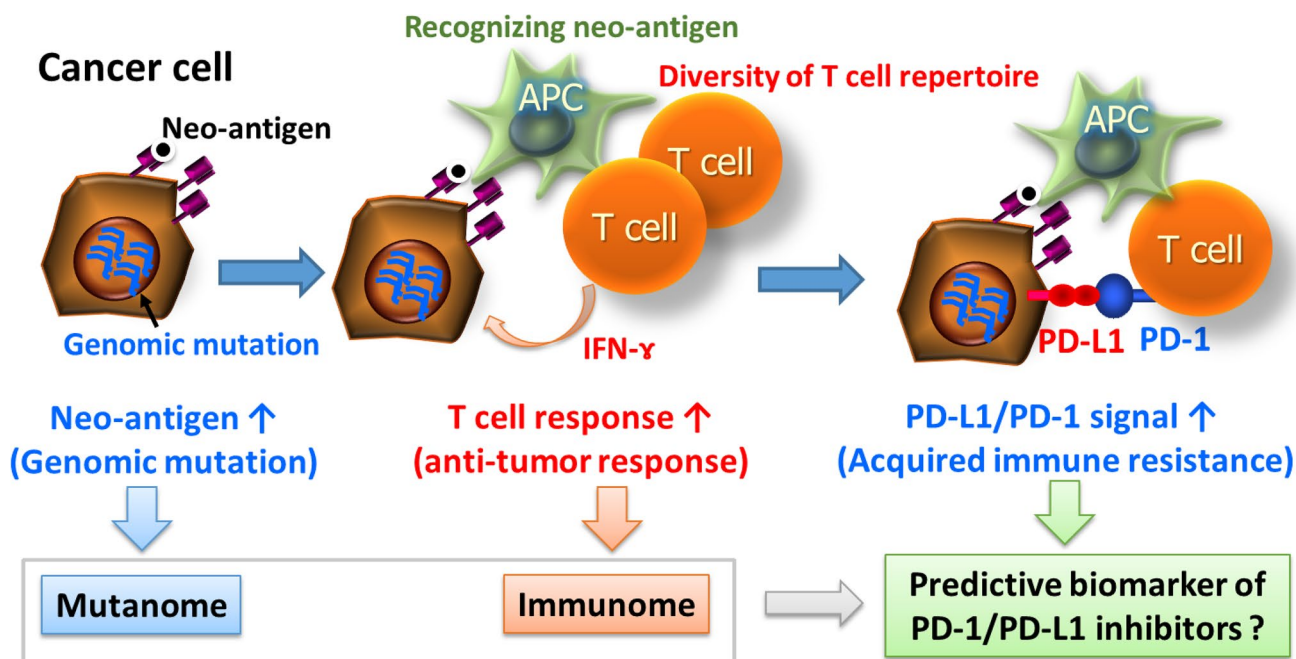 Recognizing neo-antigen
Cancer cell
Diversity of T cell repertoire
Neo-antigen
APC
T cell
T cell
APC
T cell
Genomic mutation
IFN-ɤ
PD-L1 PD-1
Neo-antigen ↑
(Genomic mutation)
T cell response ↑
(anti-tumor response)
PD-L1/PD-1 signal ↑
(Acquired immune resistance)
Mutanome
Immunome
Predictive biomarker of
PD-1/PD-L1 inhibitors ?